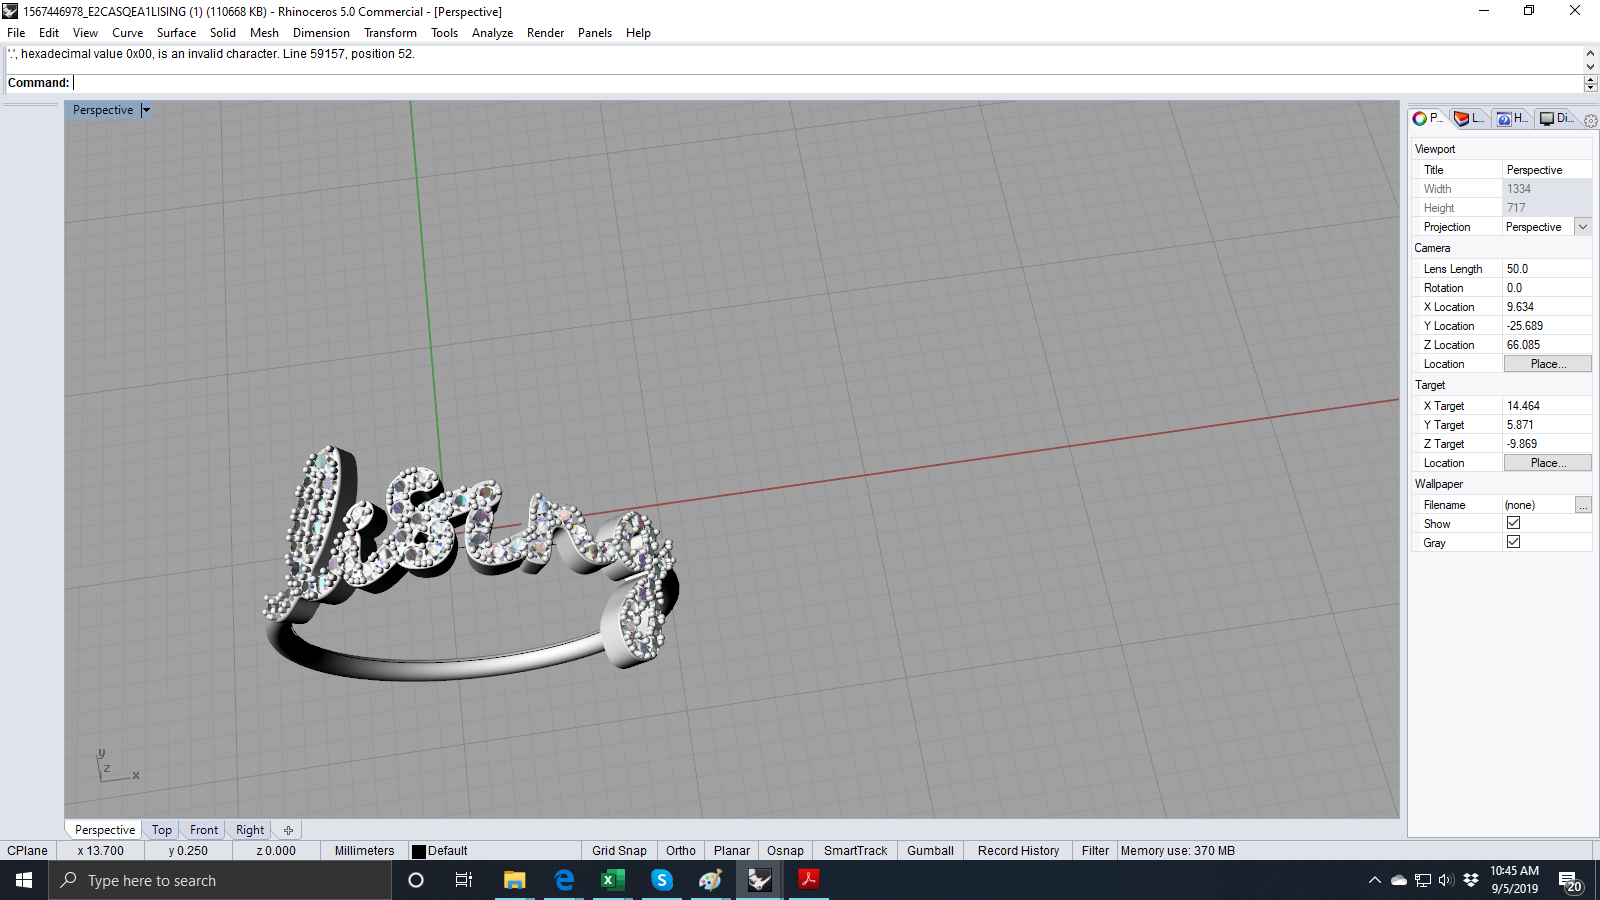 1567446978_E2CASQEA1LISING (1) (110668 KB) - Rhinoceros 5.0 Commercial - [Perspective]
File Edit View Curve Surface Solid Mesh Dimension Transform Tools Analyze Render Panels Help
'.', hexadecimal value 0x00, is an invalid character. Line 59157, position 52.
Command:
Perspective
P... L... H... Di...
Viewport
Title Perspective
Width 1334
Height 717
Projection Perspective
Camera
Lens Length 50.0
Rotation 0.0
X Location 9.634
Y Location -25.689
Z Location 66.085
Location Place...
Target
X Target 14.464
Y Target 5.871
Z Target -9.869
Location Place...
Wallpaper
Filename (none) ...
Show
Gray
y
z
x
Perspective Top Front Right
CPlane x 13.700 y 0.250 z 0.000 Millimeters Default Grid Snap Ortho Planar Osnap SmartTrack Gumball Record History Filter Memory use: 370 MB
Type here to search
10:45 AM
9/5/2019
20